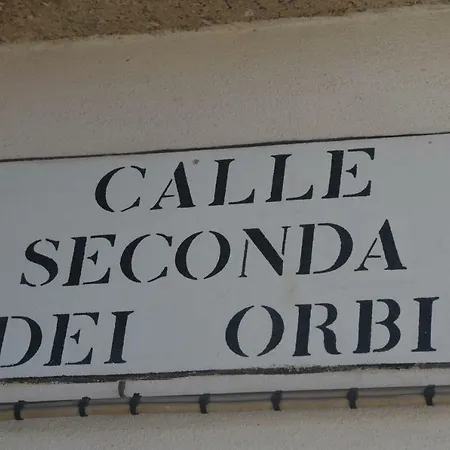 CALLE
SECONDA
DEI ORBI